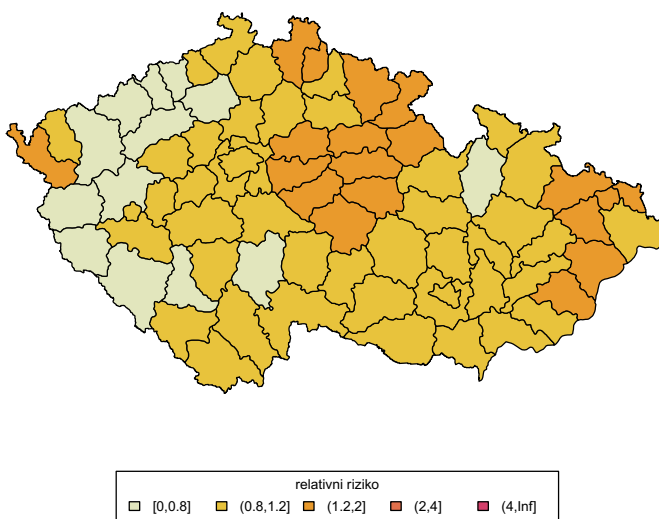 relativni riziko
[0,0.8] (0.8,1.2] (1.2,2] (2,4] (4,Inf]